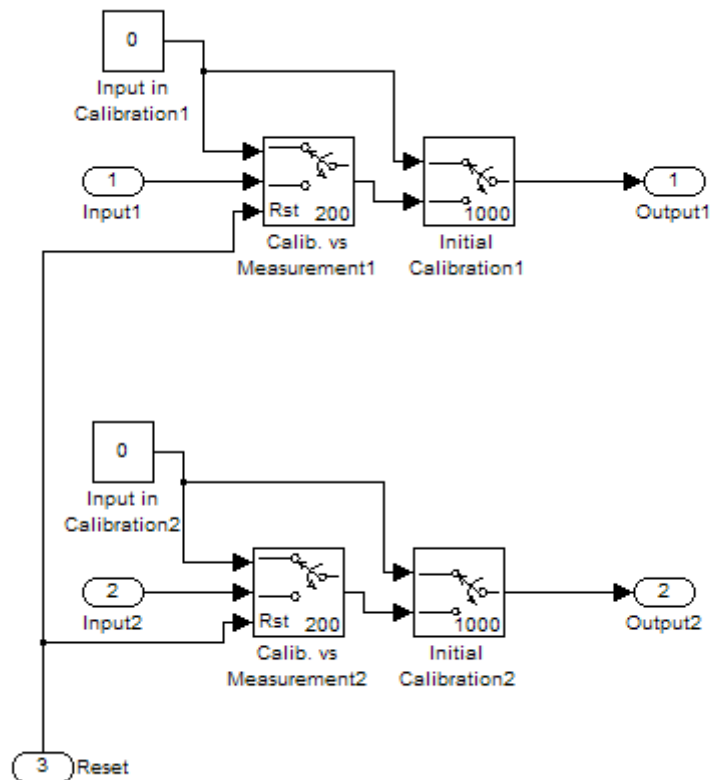 0
Input in
Calibration1
1
Input1
Rst 200
Calib. vs
Measurement1
1000
Initial
Calibration1
1
Output1
0
Input in
Calibration2
2
Input2
Rst 200
Calib. vs
Measurement2
1000
Initial
Calibration2
2
Output2
3 Reset